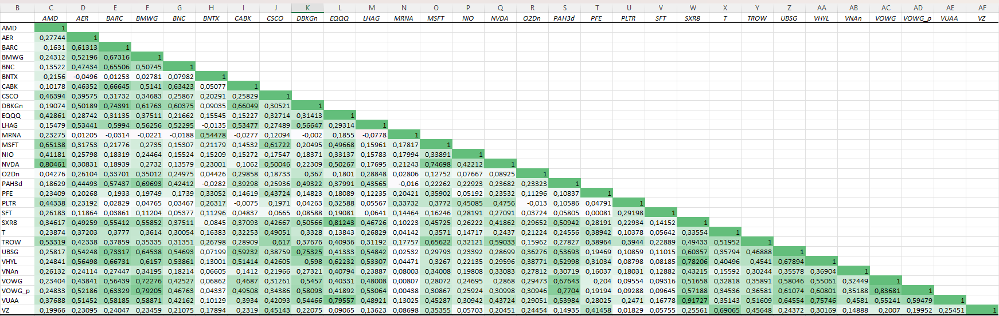 B C D E F G H I J K L M N O P Q R S T U V W X Y Z AA AB AC AD AE AF
AMD AER BARC BMWG BNC BNTX CABK CSCO DBKGn EQQQ LHAG MRNA MSFT NIO NVDA O2Dn PAH3d PFE PLTR SFT SXR8 T TROW UBSG VHYL VNAn VOWG VOWG_p VUAA VZ
AMD 1
AER 0,27744 1
BARC 0,1631 0,61313 1
BMWG 0,24312 0,52196 0,67316 1
BNC 0,13522 0,47434 0,65506 0,50745 1
BNTX 0,2156 -0,0496 0,01253 0,02781 0,07982 1
CABK 0,10178 0,46352 0,66645 0,5141 0,63423 0,05077 1
CSCO 0,46394 0,39575 0,31732 0,34683 0,25867 0,20291 0,25829 1
DBKGn 0,19074 0,50189 0,74391 0,61763 0,60375 0,09035 0,66049 0,30521 1
EQQQ 0,42861 0,28742 0,31135 0,37511 0,21662 0,15545 0,15227 0,32714 0,31413 1
LHAG 0,15479 0,53441 0,5994 0,56256 0,52295 -0,0135 0,53477 0,27489 0,56647 0,29314 1
MRNA 0,23275 0,01205 -0,0314 -0,0221 -0,0188 0,54478 -0,0277 0,12094 -0,002 0,1855 -0,0778 1
MSFT 0,65138 0,31753 0,21776 0,2735 0,15307 0,21179 0,14532 0,61722 0,20495 0,49668 0,15961 0,17817 1
NIO 0,41181 0,25798 0,18319 0,24464 0,15524 0,15209 0,15272 0,17547 0,18371 0,33137 0,15783 0,17994 0,33891 1
NVDA 0,80461 0,30831 0,18939 0,2732 0,13579 0,23001 0,1062 0,50046 0,22309 0,50267 0,17695 0,21243 0,74698 0,42212 1
O2Dn 0,04276 0,26104 0,33701 0,35012 0,24975 0,04426 0,29858 0,18733 0,367 0,1801 0,28848 0,02806 0,12752 0,07667 0,08925 1
PAH3d 0,18629 0,44493 0,57437 0,69693 0,42412 -0,0282 0,39298 0,25936 0,49322 0,37991 0,43565 -0,016 0,22262 0,22923 0,23682 0,23323 1
PFE 0,23409 0,20268 0,1933 0,19749 0,1739 0,33052 0,14619 0,43724 0,14823 0,18089 0,12235 0,20421 0,35902 0,05192 0,23532 0,11296 0,10837 1
PLTR 0,44338 0,23192 0,02829 0,04765 0,03467 0,26317 -0,0075 0,1971 0,04263 0,32588 0,05567 0,33732 0,3772 0,45085 0,4756 -0,013 0,10586 0,04791 1
SFT 0,26183 0,11864 0,03861 0,11204 0,05377 0,11296 0,04837 0,0665 0,08588 0,19081 0,0641 0,14464 0,16246 0,28191 0,27091 0,03724 0,05805 0,00081 0,29198 1
SXR8 0,34617 0,49259 0,55412 0,55852 0,37511 0,0845 0,37093 0,42667 0,50566 0,81243 0,46726 0,10223 0,45725 0,26222 0,41862 0,29652 0,50942 0,28191 0,22934 0,14152 1
T 0,23874 0,37203 0,3777 0,3614 0,30054 0,16383 0,32253 0,49051 0,3328 0,13843 0,26829 0,04142 0,3571 0,14717 0,2437 0,21224 0,24556 0,38942 0,10378 0,05642 0,33554 1
TROW 0,53319 0,42338 0,37859 0,35335 0,31351 0,26798 0,28909 0,617 0,37676 0,40936 0,31192 0,17757 0,65622 0,32121 0,59033 0,15962 0,27827 0,38964 0,3944 0,22889 0,49433 0,51952 1
UBSG 0,25817 0,54248 0,73317 0,64538 0,54693 0,07199 0,59232 0,38759 0,75325 0,41333 0,54842 0,02532 0,29793 0,23392 0,28699 0,36276 0,53693 0,19469 0,10859 0,11015 0,60357 0,35794 0,46888 1
VHYL 0,24841 0,56498 0,66731 0,6157 0,53861 0,13001 0,51414 0,42605 0,598 0,62232 0,53307 0,04471 0,3267 0,22135 0,29596 0,38771 0,52998 0,31034 0,08798 0,08185 0,78206 0,40496 0,4541 0,67894 1
VNAn 0,26132 0,24114 0,27447 0,34195 0,18214 0,06605 0,1412 0,21966 0,27321 0,40794 0,23887 0,08003 0,34008 0,19808 0,33083 0,27812 0,30719 0,16037 0,18031 0,12882 0,43215 0,15592 0,30244 0,35578 0,36904 1
VOWG 0,23404 0,43841 0,56439 0,72276 0,42527 0,06862 0,4687 0,31261 0,5457 0,40331 0,48008 0,00807 0,28072 0,24695 0,2868 0,29473 0,67643 0,204 0,09554 0,09316 0,51658 0,32818 0,35891 0,58046 0,55061 0,32449 1
VOWG_p 0,24833 0,52186 0,63329 0,79205 0,46763 0,04337 0,49508 0,34386 0,58093 0,41892 0,53064 0,00438 0,30867 0,25924 0,30998 0,30946 0,7704 0,19194 0,09288 0,09645 0,57188 0,34536 0,36581 0,61074 0,60801 0,35188 0,83681 1
VUAA 0,37688 0,51452 0,58185 0,58871 0,42162 0,10129 0,3934 0,42093 0,54466 0,79557 0,48921 0,13025 0,45287 0,30942 0,43724 0,29051 0,53984 0,28025 0,2471 0,16778 0,91727 0,35143 0,51609 0,64554 0,75746 0,4581 0,55241 0,59479 1
VZ 0,19966 0,23095 0,24047 0,23459 0,21075 0,17894 0,2319 0,45143 0,22075 0,09065 0,13623 0,08698 0,35355 0,05703 0,20451 0,24454 0,14935 0,41458 0,01829 0,05755 0,25561 0,69065 0,45648 0,24372 0,30169 0,14888 0,2007 0,19952 0,25451 1